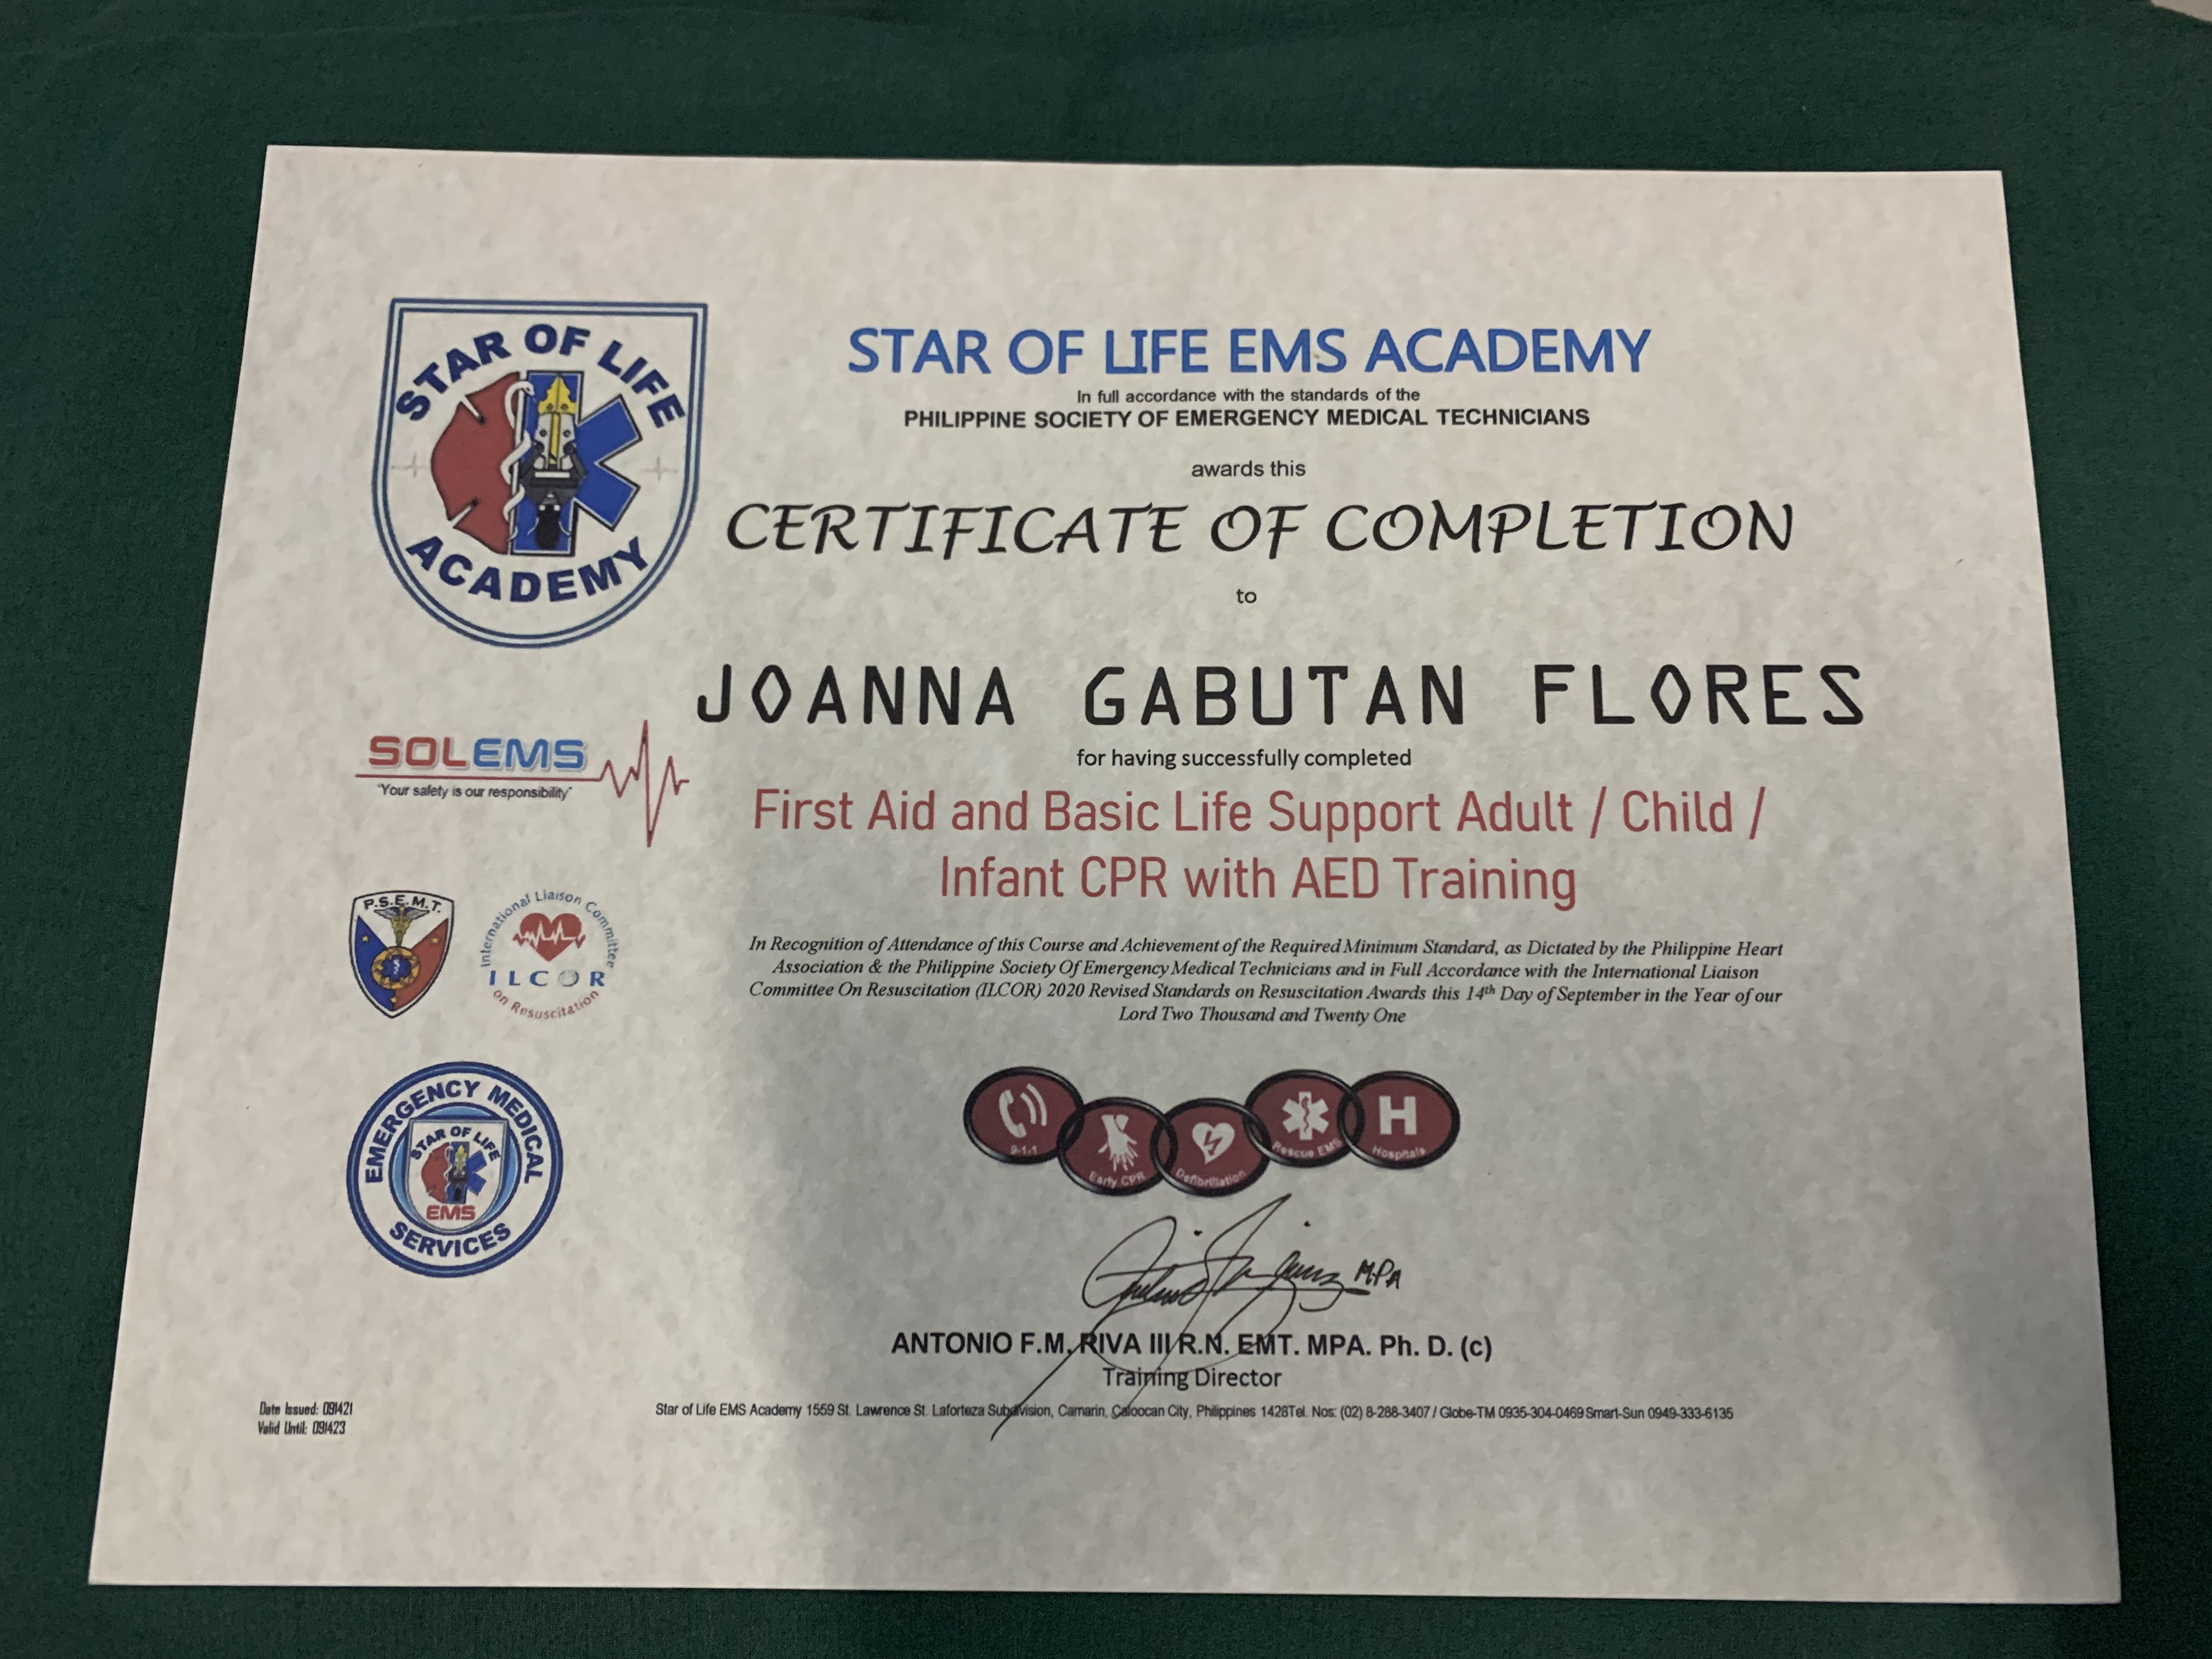 STAR OF LIFE
ACADEMY
STAR OF LIFE EMS ACADEMY
In full accordance with the standards of the
PHILIPPINE SOCIETY OF EMERGENCY MEDICAL TECHNICIANS
awards this
CERTIFICATE OF COMPLETION
to
JOANNA GABUTAN FLORES
for having successfully completed
First Aid and Basic Life Support Adult / Child /
Infant CPR with AED Training
In Recognition of Attendance of this Course and Achievement of the Required Minimum Standard, as Dictated by the Philippine Heart
Association & the Philippine Society Of Emergency Medical Technicians and in Full Accordance with the International Liaison
Committee On Resuscitation (ILCOR) 2020 Revised Standards on Resuscitation Awards this 14th Day of September in the Year of our
Lord Two Thousand and Twenty One
SOLEMS
"Your safety is our responsibility"
P.S.E.M.T.
International Liaison Committee
ILCOR
on Resuscitation
EMERGENCY MEDICAL
STAR OF LIFE
EMS
SERVICES
9-1-1
Early CPR
Defibrillation
Rescue EMS
Hospitals
MPA
ANTONIO F.M. RIVA III R.N. EMT. MPA. Ph. D. (c)
Training Director
Date Issued: 091421
Valid Until: 091423
Star of Life EMS Academy 1559 St. Lawrence St. Laforteza Subdivision, Camarin, Caloocan City, Philippines 1428Tel. Nos: (02) 8-288-3407 / Globe-TM 0935-304-0469 Smart-Sun 0949-333-6135